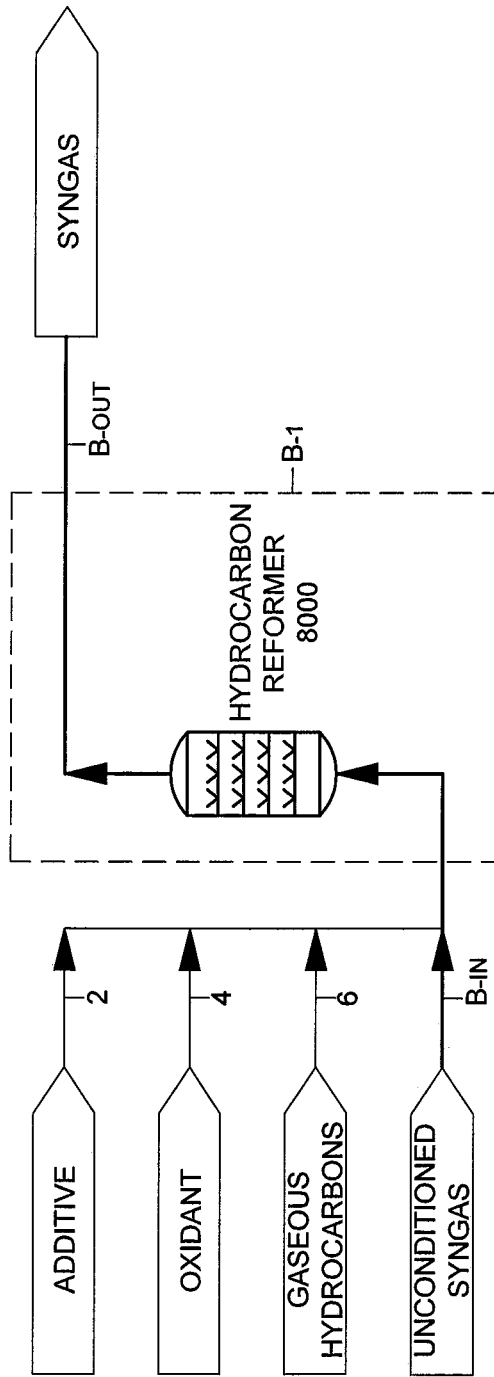 ADDITIVE
2
OXIDANT
4
GASEOUS
HYDROCARBONS
6
UNCONDITIONED
SYNGAS
B-IN
HYDROCARBON
REFORMER
8000
B-1
B-OUT
SYNGAS